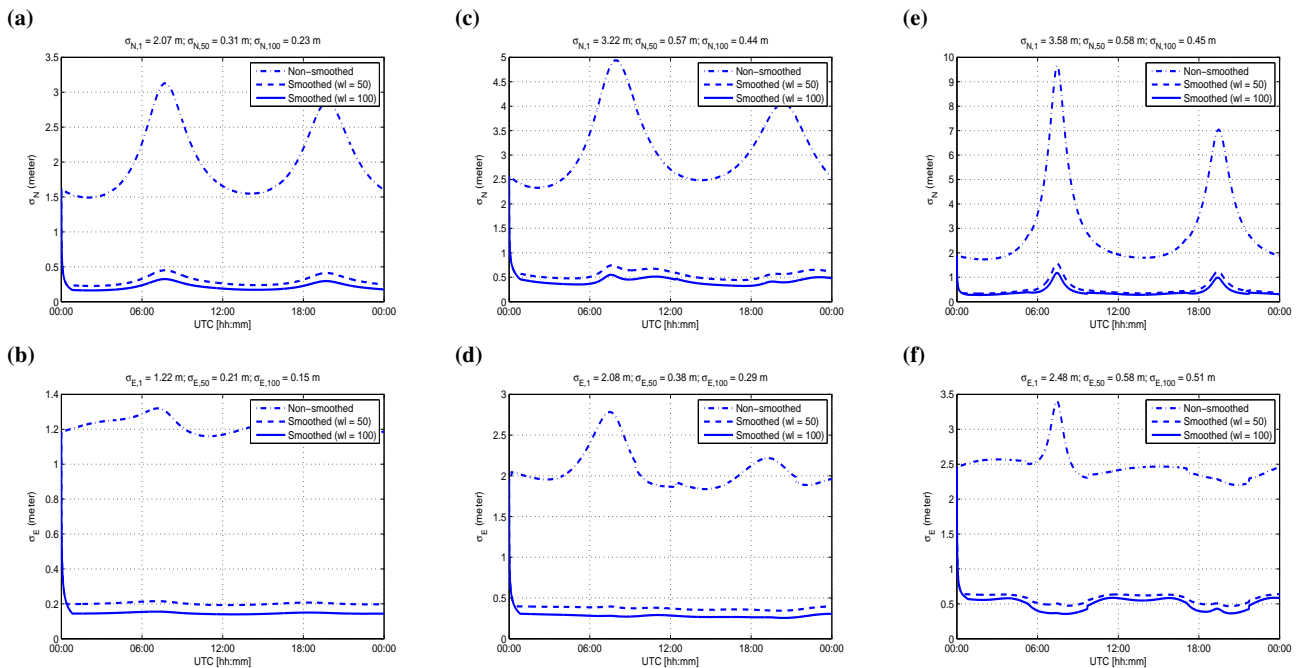 (a)
σN,1 = 2.07 m; σN,50 = 0.31 m; σN,100 = 0.23 m
3.5
3
2.5
2
1.5
1
0.5
0
σN (meter)
Non−smoothed
Smoothed (wl = 50)
Smoothed (wl = 100)
00:00 06:00 12:00 18:00 00:00
UTC [hh:mm]
(c)
σN,1 = 3.22 m; σN,50 = 0.57 m; σN,100 = 0.44 m
5
4.5
4
3.5
3
2.5
2
1.5
1
0.5
0
σN (meter)
Non−smoothed
Smoothed (wl = 50)
Smoothed (wl = 100)
00:00 06:00 12:00 18:00 00:00
UTC [hh:mm]
(e)
σN,1 = 3.58 m; σN,50 = 0.58 m; σN,100 = 0.45 m
10
9
8
7
6
5
4
3
2
1
0
σN (meter)
Non−smoothed
Smoothed (wl = 50)
Smoothed (wl = 100)
00:00 06:00 12:00 18:00 00:00
UTC [hh:mm]
(b)
σE,1 = 1.22 m; σE,50 = 0.21 m; σE,100 = 0.15 m
1.4
1.2
1
0.8
0.6
0.4
0.2
0
σE (meter)
Non−smoothed
Smoothed (wl = 50)
Smoothed (wl = 100)
00:00 06:00 12:00 18:00 00:00
UTC [hh:mm]
(d)
σE,1 = 2.08 m; σE,50 = 0.38 m; σE,100 = 0.29 m
3
2.5
2
1.5
1
0.5
0
σE (meter)
Non−smoothed
Smoothed (wl = 50)
Smoothed (wl = 100)
00:00 06:00 12:00 18:00 00:00
UTC [hh:mm]
(f)
σE,1 = 2.48 m; σE,50 = 0.58 m; σE,100 = 0.51 m
3.5
3
2.5
2
1.5
1
0.5
0
σE (meter)
Non−smoothed
Smoothed (wl = 50)
Smoothed (wl = 100)
00:00 06:00 12:00 18:00 00:00
UTC [hh:mm]